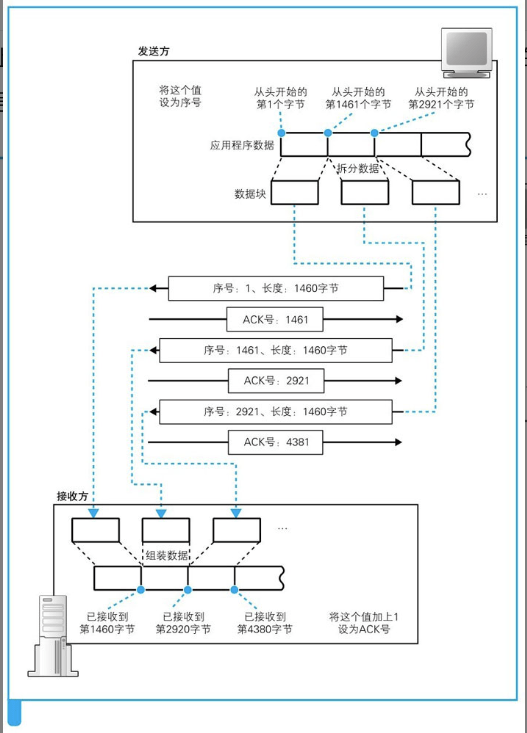 发送方
将这个值
设为序号
从头开始的
第1个字节
从头开始的
第1461个字节
从头开始的
第2921个字节
应用程序数据
拆分数据
数据块
…
序号：1、长度：1460字节
ACK号：1461
序号：1461、长度：1460字节
ACK号：2921
序号：2921、长度：1460字节
ACK号：4381
接收方
…
组装数据
已接收到
第1460字节
已接收到
第2920字节
已接收到
第4380字节
将这个值加上1
设为ACK号